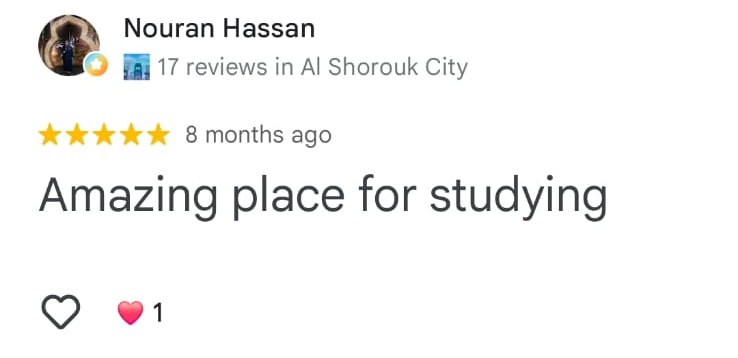 Nouran Hassan
17 reviews in Al Shorouk City
8 months ago
Amazing place for studying
1